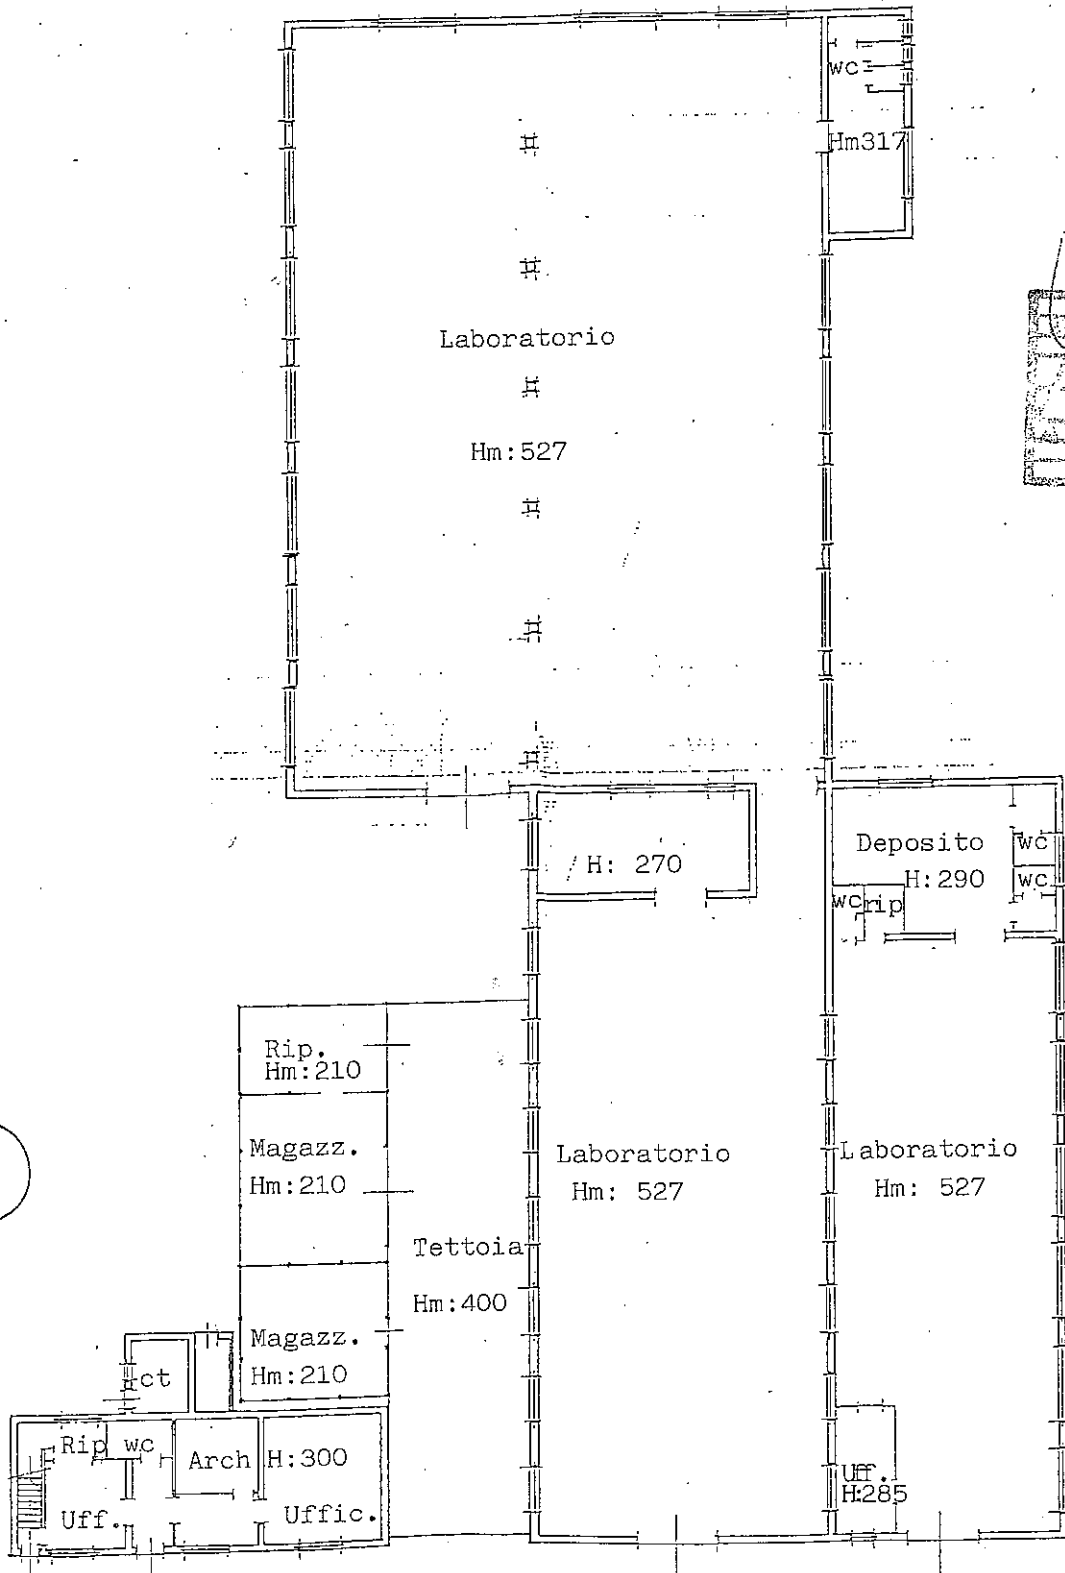 wc
Hm317
Laboratorio
Hm:527
H: 270
Deposito
H:290
wc
wc
wc
rip
Rip.
Hm:210
Magazz.
Hm:210
Laboratorio
Hm: 527
Laboratorio
Hm: 527
Tettoia
Hm:400
Magazz.
Hm:210
ct
Rip
wc
Arch
H:300
Uff.
Uffic.
Uff.
H:285